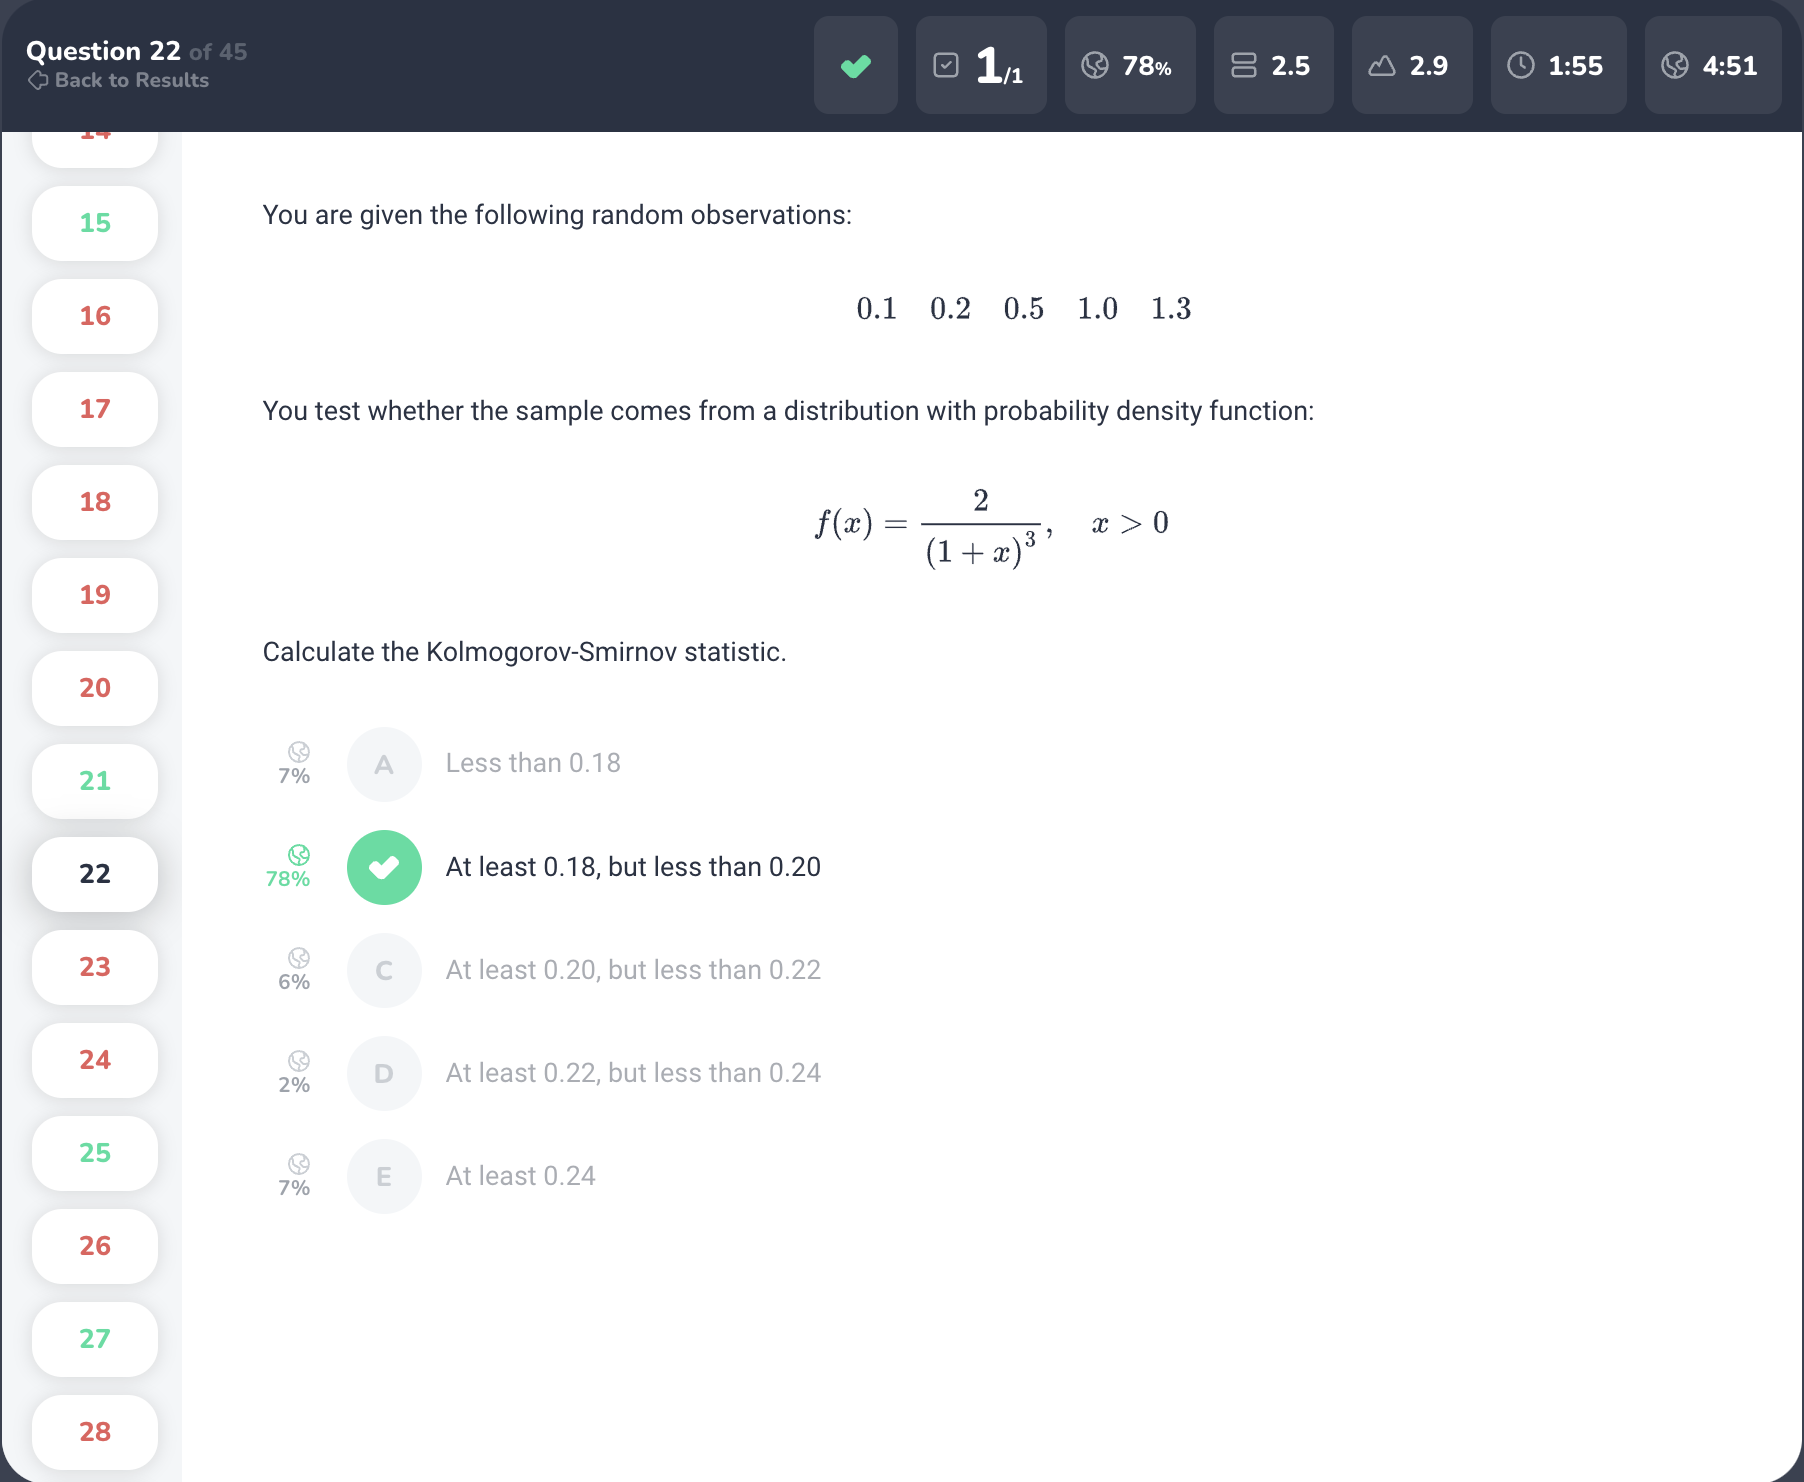 Question 22 of 45
Back to Results
1/1
78%
2.5
2.9
1:55
4:51
14
15
16
17
18
19
20
21
22
23
24
25
26
27
28
You are given the following random observations:
0.1 0.2 0.5 1.0 1.3
You test whether the sample comes from a distribution with probability density function:
f(x) = 2/(1 + x)^3, x > 0
Calculate the Kolmogorov-Smirnov statistic.
7% A Less than 0.18
78% At least 0.18, but less than 0.20
6% C At least 0.20, but less than 0.22
2% D At least 0.22, but less than 0.24
7% E At least 0.24